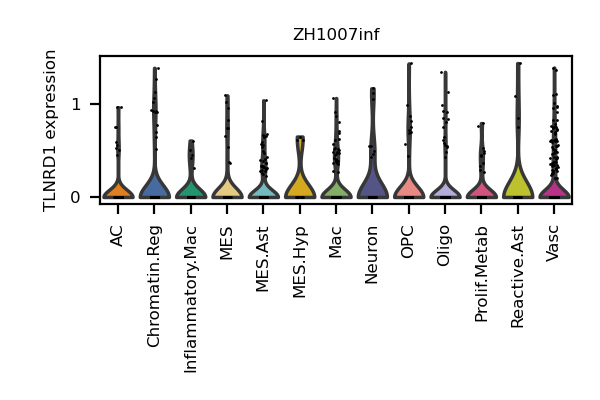 ZH1007inf
TLNRD1 expression
1
0
AC
Chromatin.Reg
Inflammatory.Mac
MES
MES.Ast
MES.Hyp
Mac
Neuron
OPC
Oligo
Prolif.Metab
Reactive.Ast
Vasc